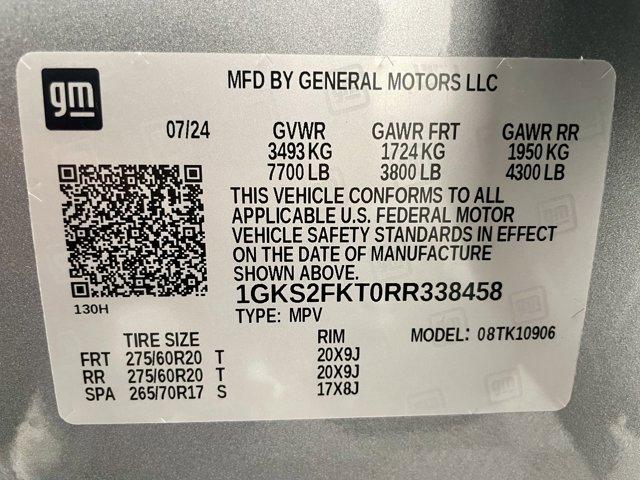 gm
MFD BY GENERAL MOTORS LLC
07/24 GVWR GAWR FRT GAWR RR
3493 KG 1724 KG 1950 KG
7700 LB 3800 LB 4300 LB
THIS VEHICLE CONFORMS TO ALL
APPLICABLE U.S. FEDERAL MOTOR
VEHICLE SAFETY STANDARDS IN EFFECT
ON THE DATE OF MANUFACTURE
SHOWN ABOVE.
1GKS2FKT0RR338458
130H
TYPE: MPV
TIRE SIZE RIM MODEL: 08TK10906
FRT 275/60R20 T 20X9J
RR 275/60R20 T 20X9J
SPA 265/70R17 S 17X8J